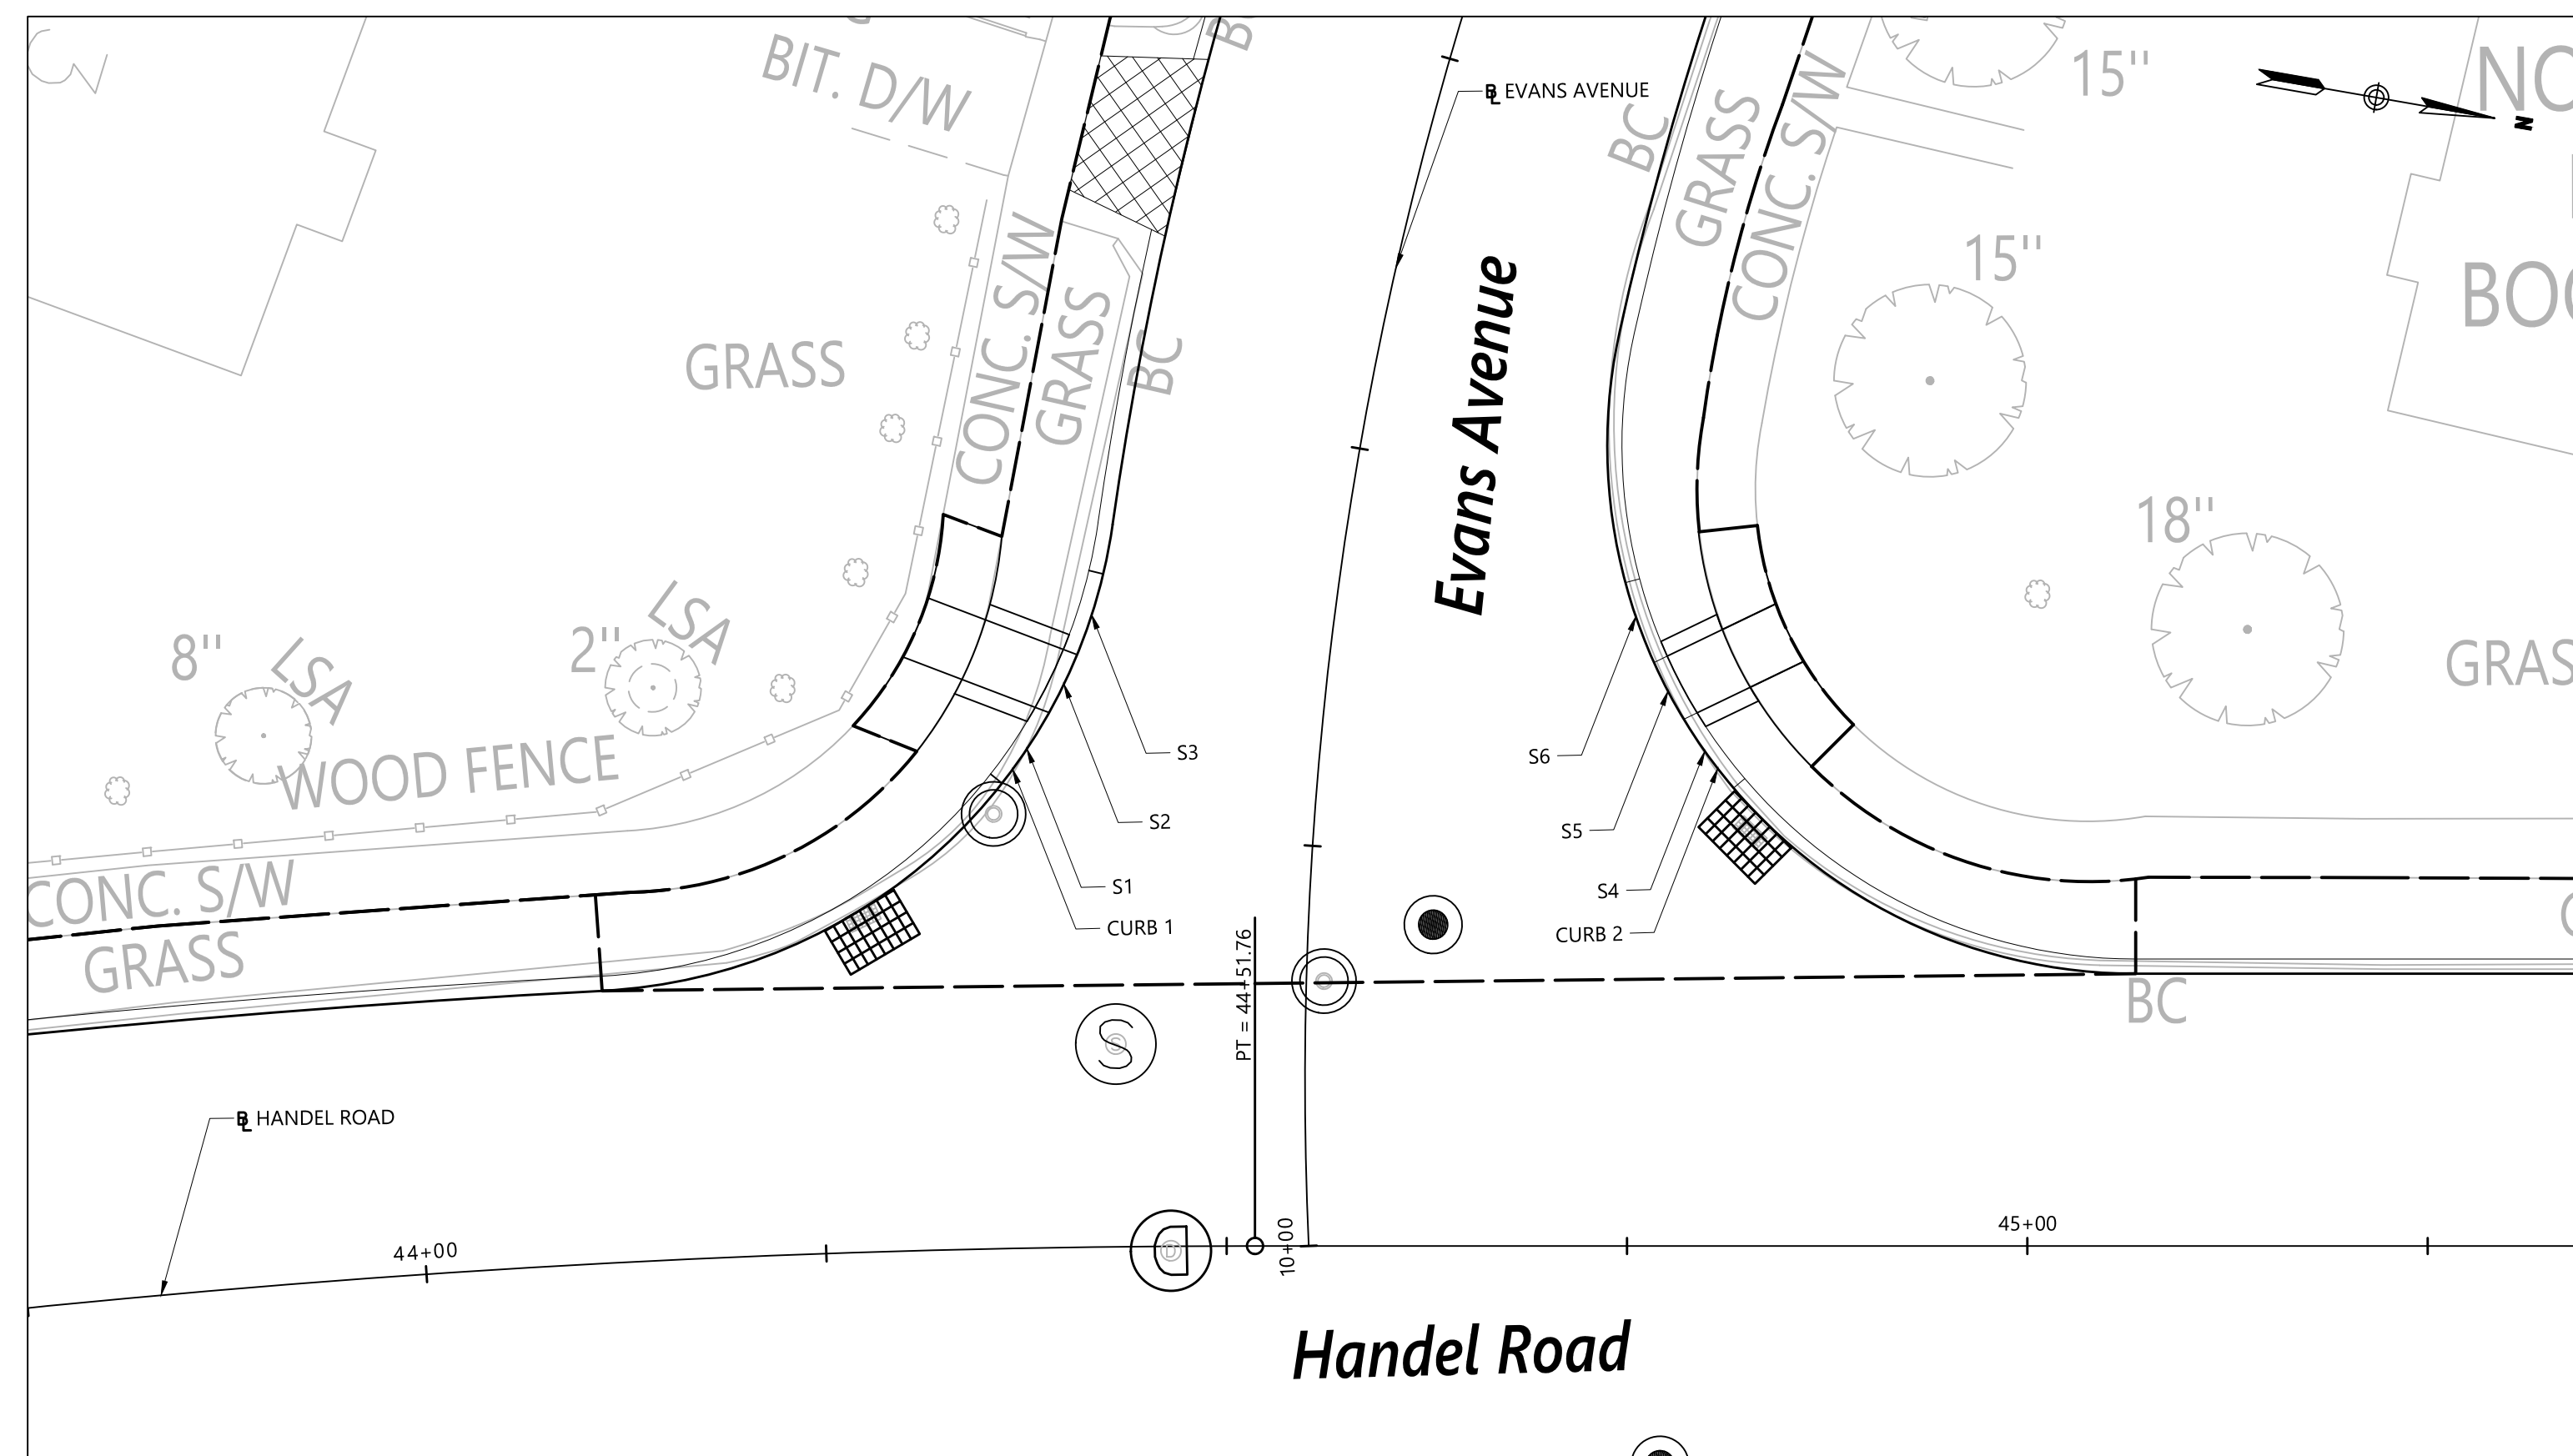 BIT. D/W
B
BC
℄ EVANS AVENUE
GRASS
CONC. S/W
15''
N
NO
15''
BOO
CONC. S/W
GRASS
GRASS
BC
Evans Avenue
18''
GRAS
8''
LSA
2''
LSA
WOOD FENCE
S3
S6
S2
S5
S1
S4
CURB 1
CURB 2
CONC. S/W
GRASS
PT = 44+51.76
S
BC
℄ HANDEL ROAD
44+00
D
10+00
45+00
Handel Road